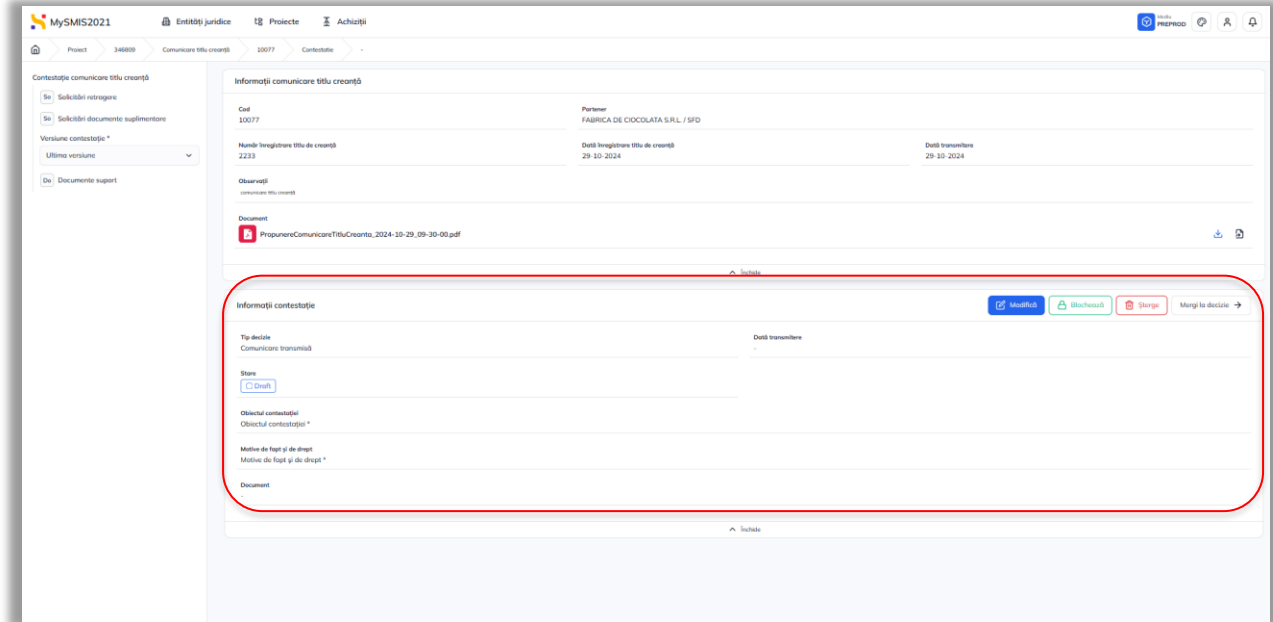 MySMIS2021
Entități juridice
Proiecte
Achiziții
Mediu
PREPROD
Proiect
346809
Comunicare titlu creanță
10077
Contestatie
-
Contestație comunicare titlu creanță
So Solicitări retragere
So Solicitări documente suplimentare
Versiune contestație *
Ultima versiune
Do Documente suport
Informații comunicare titlu creanță
Cod
10077
Partener
FABRICA DE CIOCOLATA S.R.L. / SFD
Număr înregistrare titlu de creanță
2233
Dată înregistrare titlu de creanță
29-10-2024
Dată transmitere
29-10-2024
Observații
comunicare titlu creanță
Document
PropunereComunicareTitluCreanta_2024-10-29_09-30-00.pdf
Închide
Informații contestație
Modifică
Blochează
Șterge
Mergi la decizie
Tip decizie
Comunicare transmisă
Dată transmitere
-
Stare
Draft
Obiectul contestației
Obiectul contestației *
Motive de fapt și de drept
Motive de fapt și de drept *
Document
-
Închide